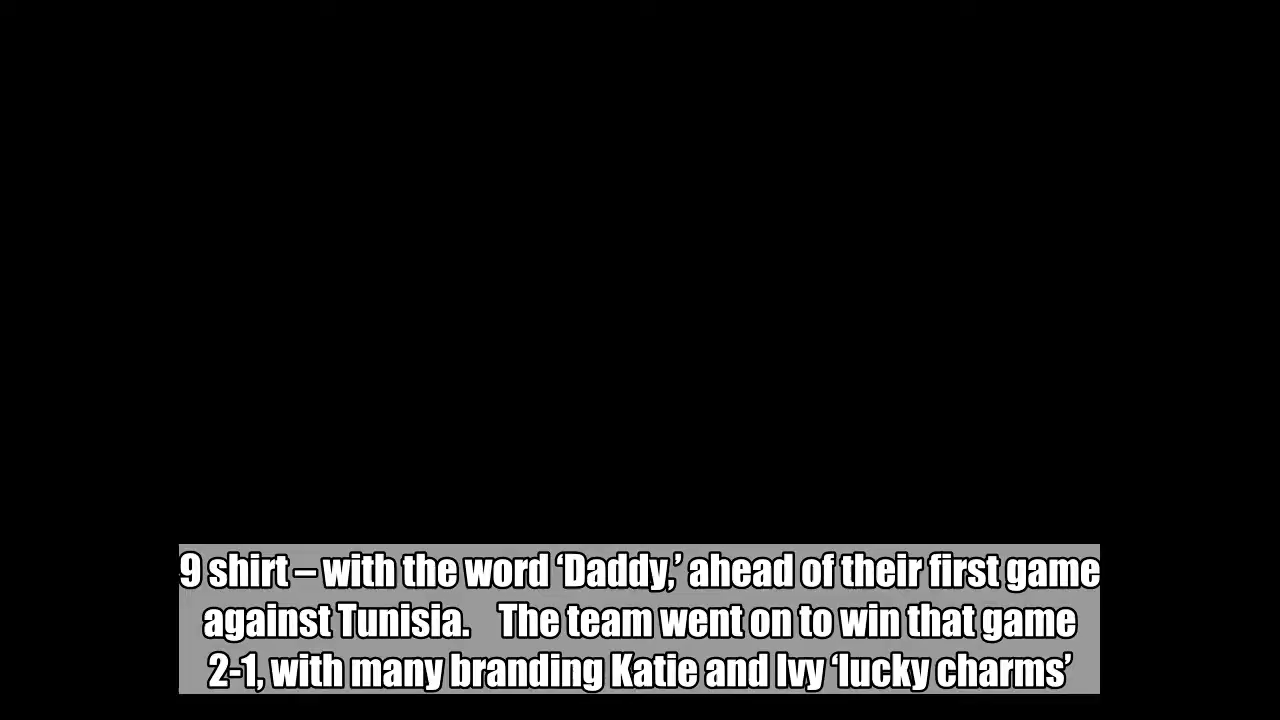 9 shirt – with the word ‘Daddy,’ ahead of their first game
against Tunisia.    The team went on to win that game
2-1, with many branding Katie and Ivy ‘lucky charms’